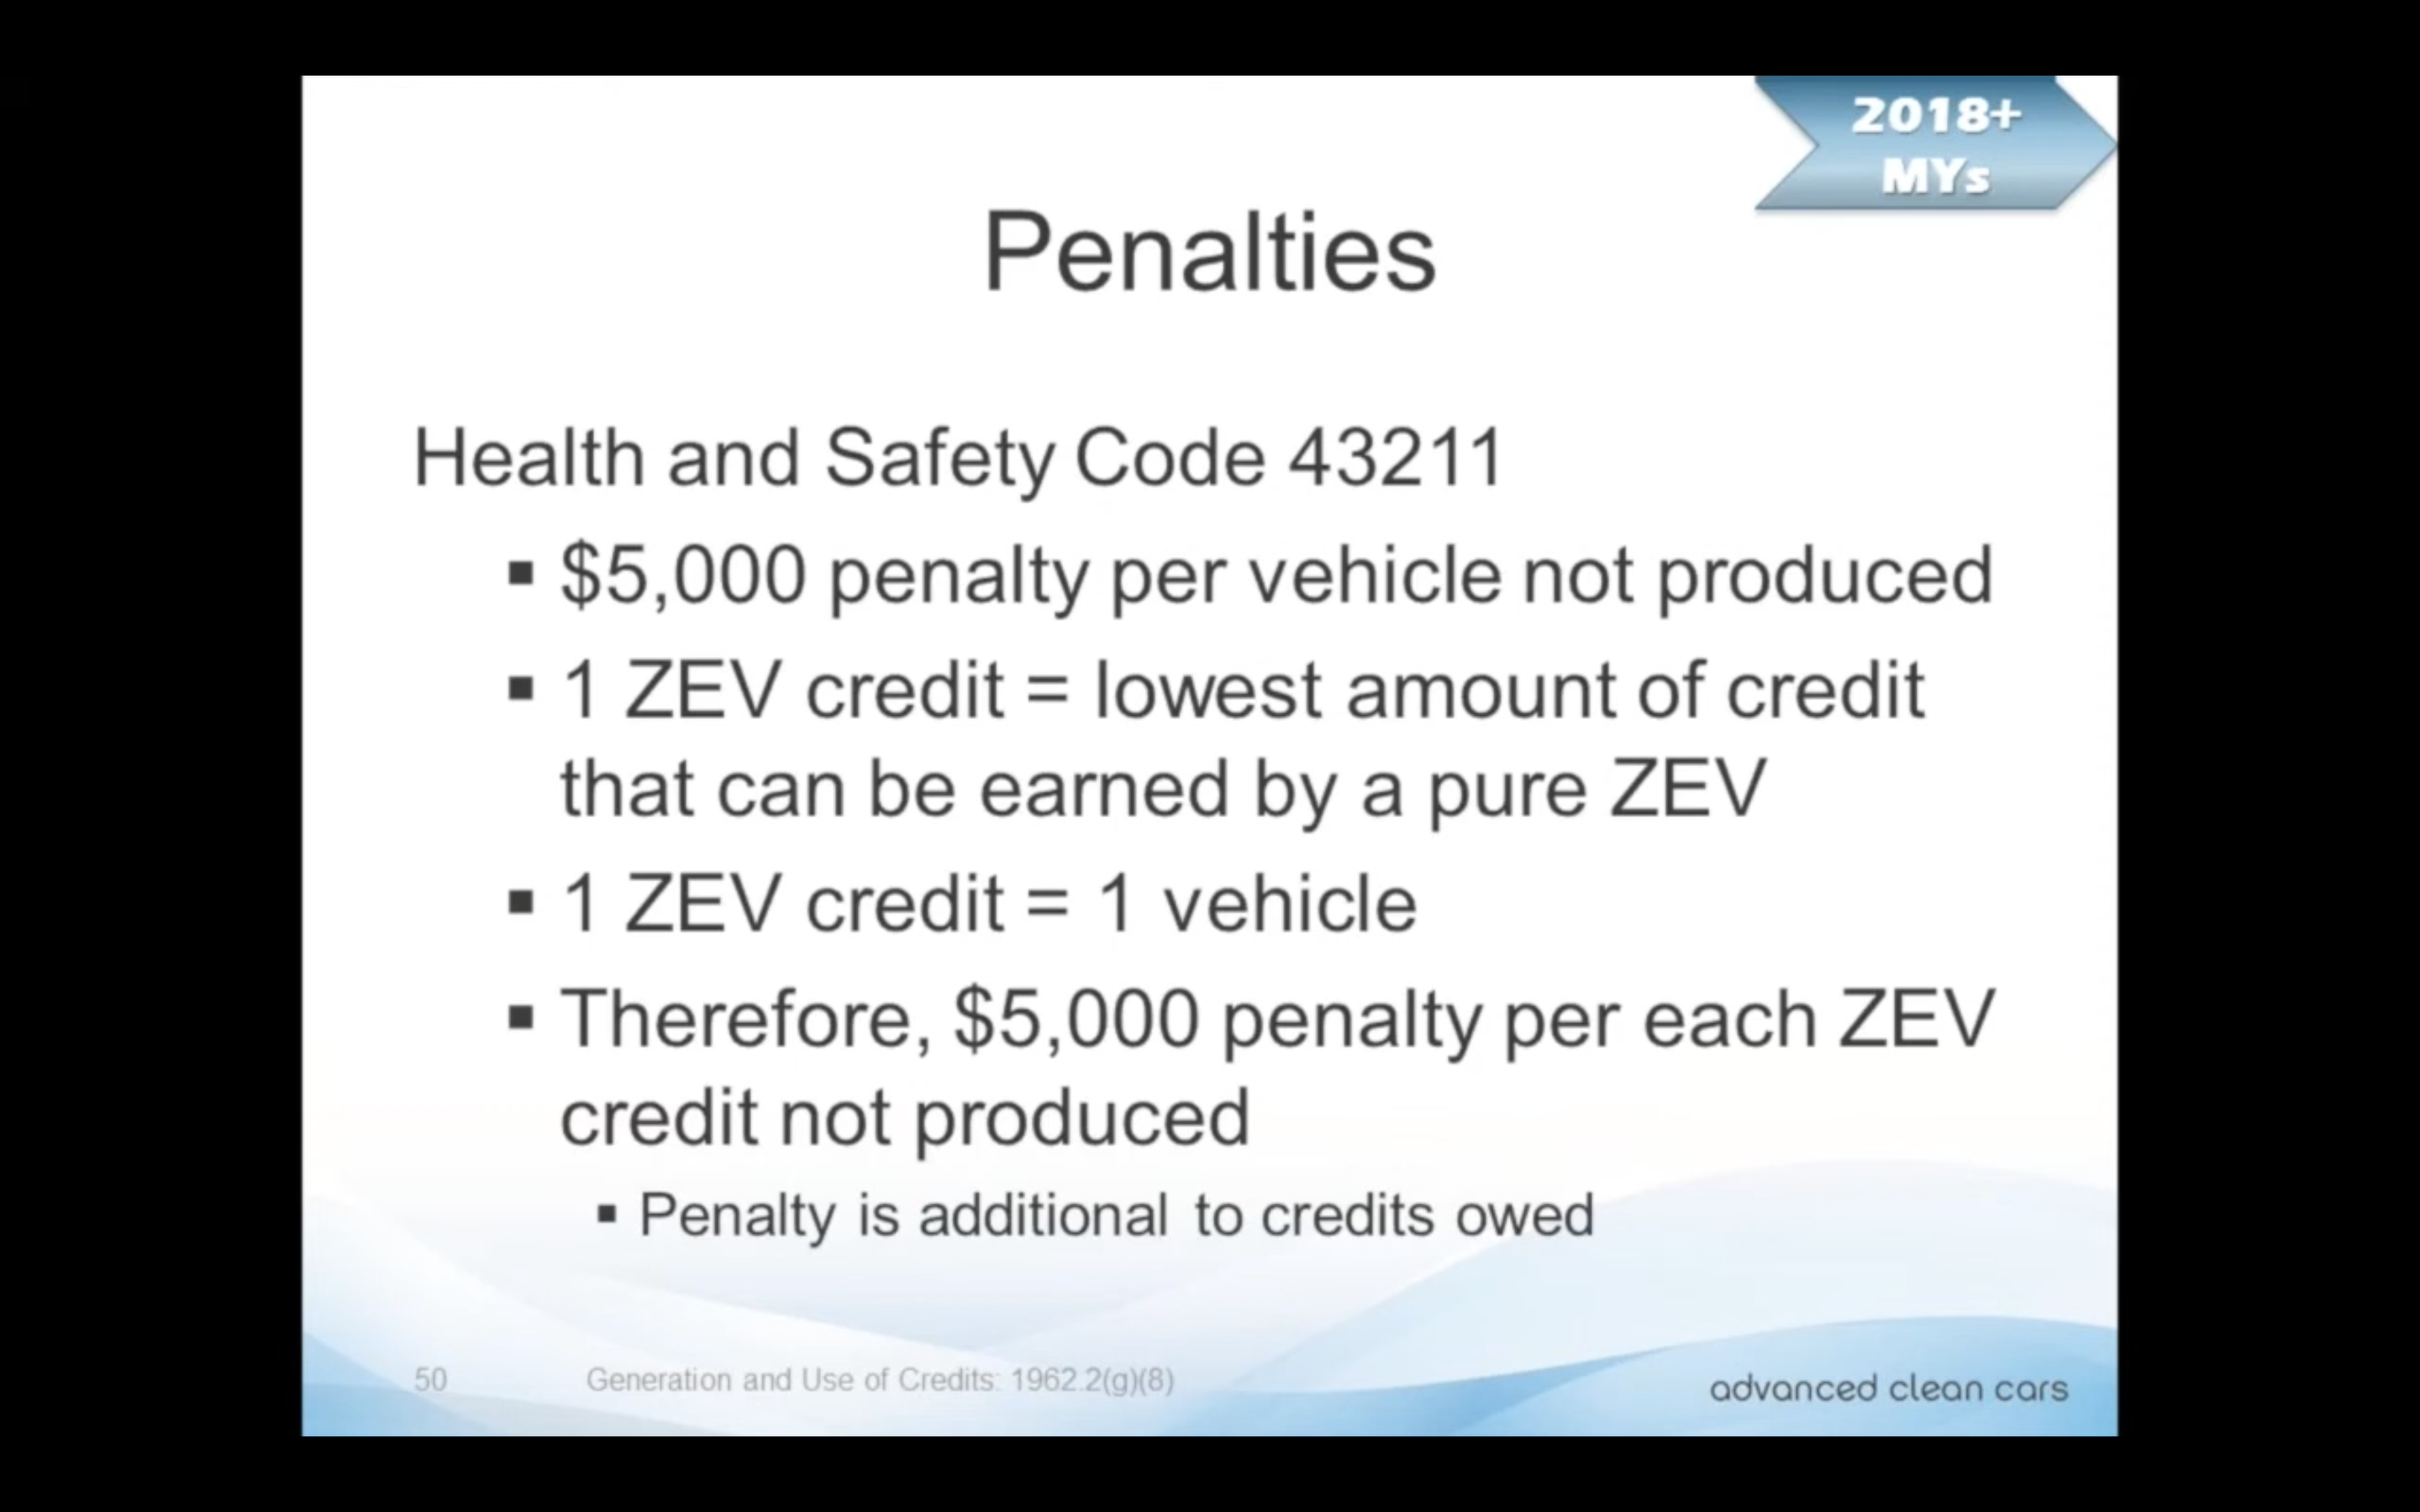 2018+
MYs
Penalties
Health and Safety Code 43211
▪ $5,000 penalty per vehicle not produced
▪ 1 ZEV credit = lowest amount of credit
that can be earned by a pure ZEV
▪ 1 ZEV credit = 1 vehicle
▪ Therefore, $5,000 penalty per each ZEV
credit not produced
▪ Penalty is additional to credits owed
50
Generation and Use of Credits: 1962.2(g)(8)
advanced clean cars